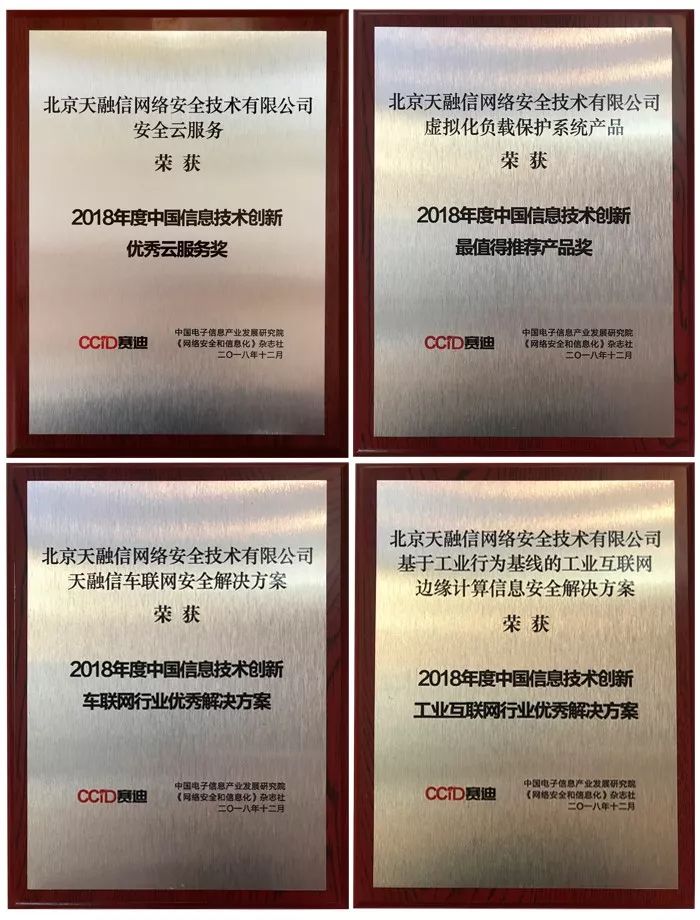 北京天融信网络安全技术有限公司
安全云服务
荣 获
2018年度中国信息技术创新
优秀云服务奖
CCID赛迪
中国电子信息产业发展研究院
《网络安全和信息化》杂志社
二〇一八年十二月
北京天融信网络安全技术有限公司
虚拟化负载保护系统产品
荣 获
2018年度中国信息技术创新
最值得推荐产品奖
CCID赛迪
中国电子信息产业发展研究院
《网络安全和信息化》杂志社
二〇一八年十二月
北京天融信网络安全技术有限公司
天融信车联网安全解决方案
荣 获
2018年度中国信息技术创新
车联网行业优秀解决方案
CCID赛迪
中国电子信息产业发展研究院
《网络安全和信息化》杂志社
二〇一八年十二月
北京天融信网络安全技术有限公司
基于工业行为基线的工业互联网
边缘计算信息安全解决方案
荣 获
2018年度中国信息技术创新
工业互联网行业优秀解决方案
CCID赛迪
中国电子信息产业发展研究院
《网络安全和信息化》杂志社
二〇一八年十二月